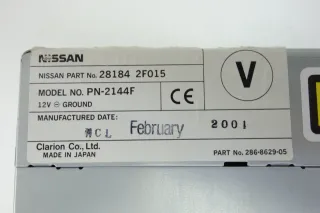 NISSAN
NISSAN PART No. 28184 2F015
MODEL NO. PN-2144F
12V ⊖ GROUND
CE
V
MANUFACTURED DATE:
February 2001
Clarion Co., Ltd.
MADE IN JAPAN
PART No. 286-8629-05